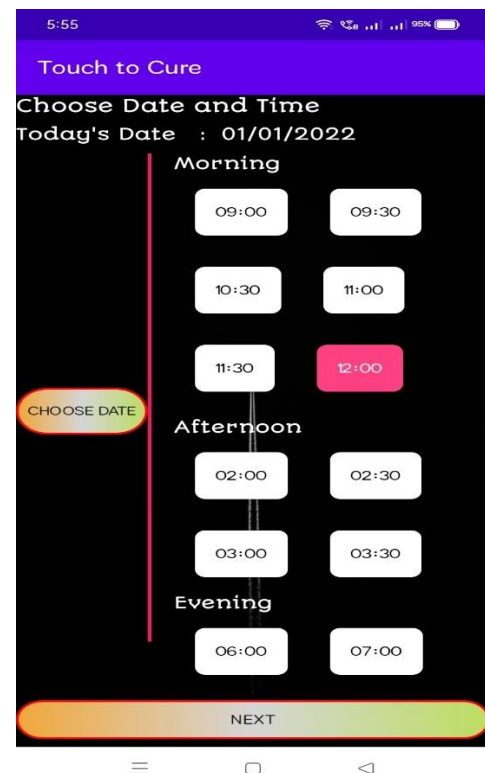 5:55 95%
Touch to Cure
Choose Date and Time
Today's Date : 01/01/2022
Morning
09:00 09:30
10:30 11:00
11:30 12:00
CHOOSE DATE
Afternoon
02:00 02:30
03:00 03:30
Evening
06:00 07:00
NEXT